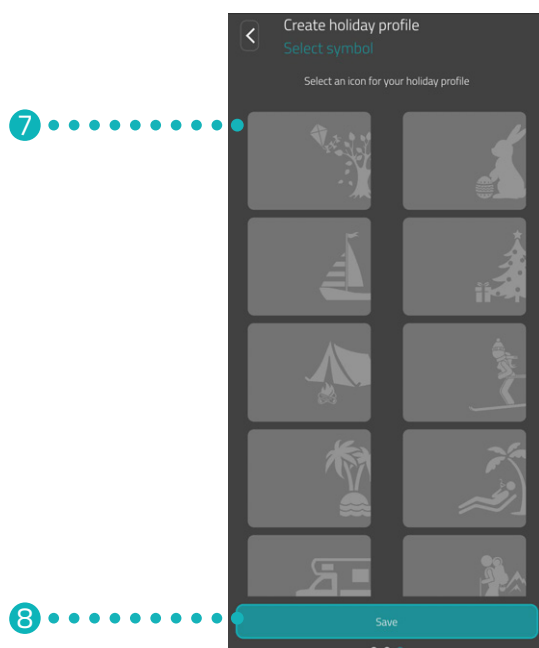 Create holiday profile
Select symbol
Select an icon for your holiday profile
7
8
Save